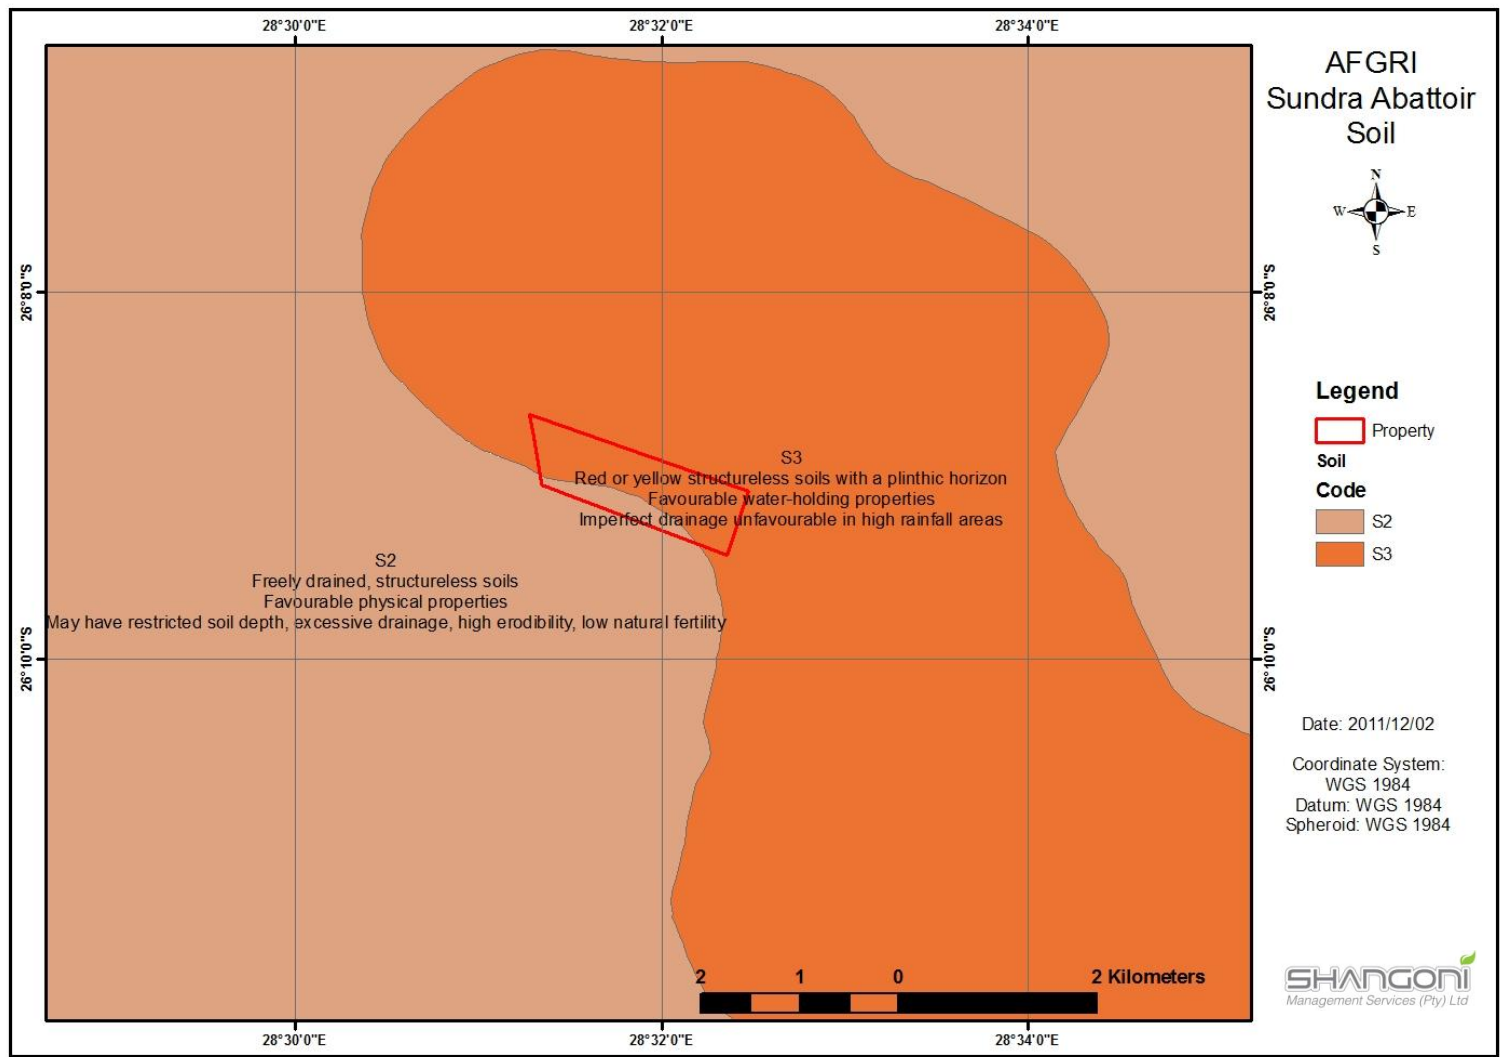 28°30'0"E 28°32'0"E 28°34'0"E
AFGRI
Sundra Abattoir
Soil
N
W E
S
26°8'0"S 26°8'0"S
Legend
Property
Soil
Code
S2
S3
S3
Red or yellow structureless soils with a plinthic horizon
Favourable water-holding properties
Imperfect drainage unfavourable in high rainfall areas
S2
Freely drained, structureless soils
Favourable physical properties
May have restricted soil depth, excessive drainage, high erodibility, low natural fertility
26°10'0"S 26°10'0"S
Date: 2011/12/02
Coordinate System:
WGS 1984
Datum: WGS 1984
Spheroid: WGS 1984
2 1 0 2 Kilometers
SHANGONI
Management Services (Pty) Ltd
28°30'0"E 28°32'0"E 28°34'0"E